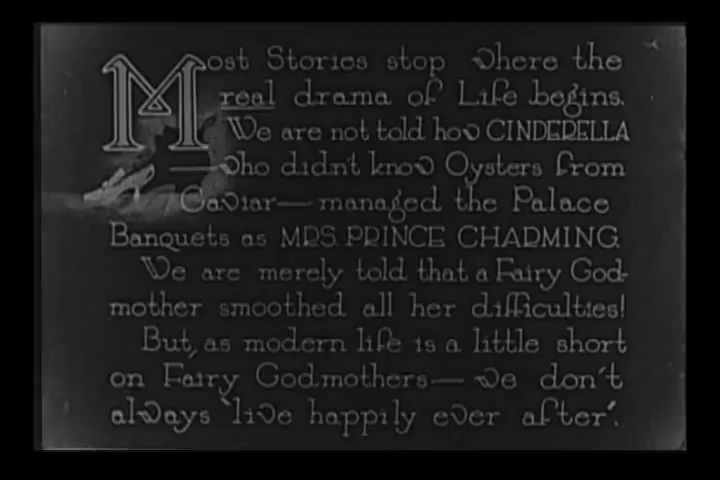 Most Stories stop where the
real drama of Life begins.
We are not told how CINDERELLA
—who didn't know Oysters from
Caviar— managed the Palace
Banquets as MRS. PRINCE CHARMING.
We are merely told that a Fairy God-
mother smoothed all her difficulties!
But, as modern life is a little short
on Fairy Godmothers— we don't
always 'live happily ever after'.